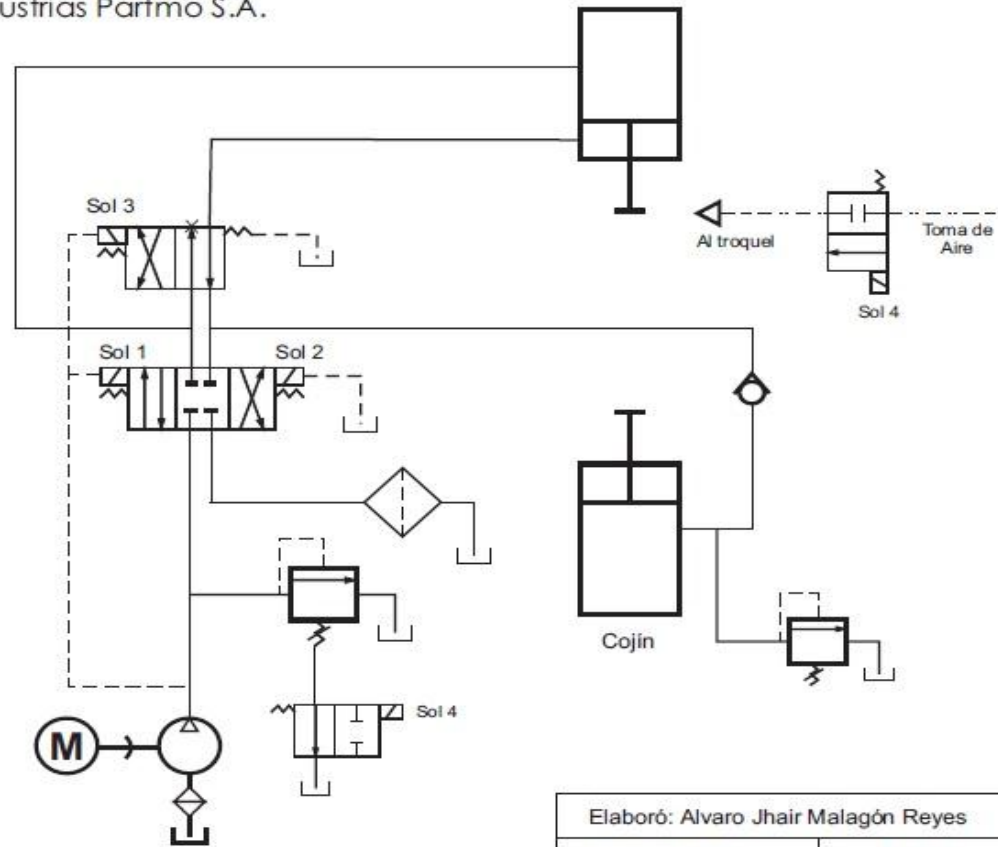 Partmo S.A.
Sol 3
Al troquel
Toma de
Aire
Sol 4
Sol 1
Sol 2
Cojín
Sol 4
M
Elaboró: Alvaro Jhair Malagón Reyes